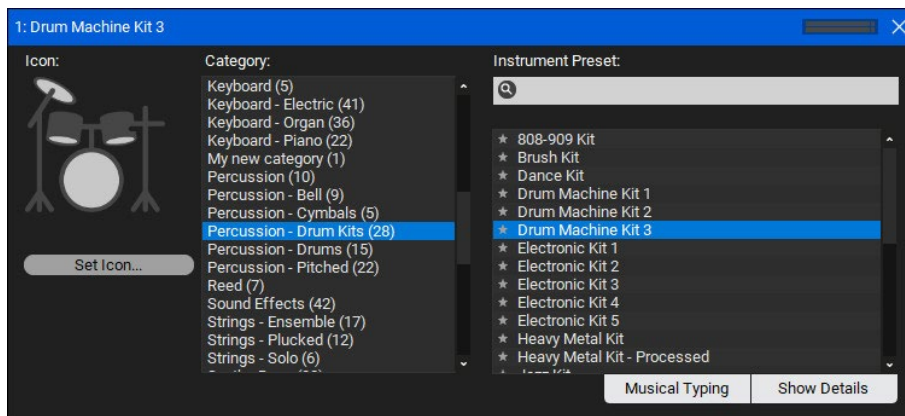 1: Drum Machine Kit 3
Icon:
Set Icon...
Category:
Keyboard (5)
Keyboard - Electric (41)
Keyboard - Organ (36)
Keyboard - Piano (22)
My new category (1)
Percussion (10)
Percussion - Bell (9)
Percussion - Cymbals (5)
Percussion - Drum Kits (28)
Percussion - Drums (15)
Percussion - Pitched (22)
Reed (7)
Sound Effects (42)
Strings - Ensemble (17)
Strings - Plucked (12)
Strings - Solo (6)
Instrument Preset:
808-909 Kit
Brush Kit
Dance Kit
Drum Machine Kit 1
Drum Machine Kit 2
Drum Machine Kit 3
Electronic Kit 1
Electronic Kit 2
Electronic Kit 3
Electronic Kit 4
Electronic Kit 5
Heavy Metal Kit
Heavy Metal Kit - Processed
Jazz Kit
Musical Typing
Show Details